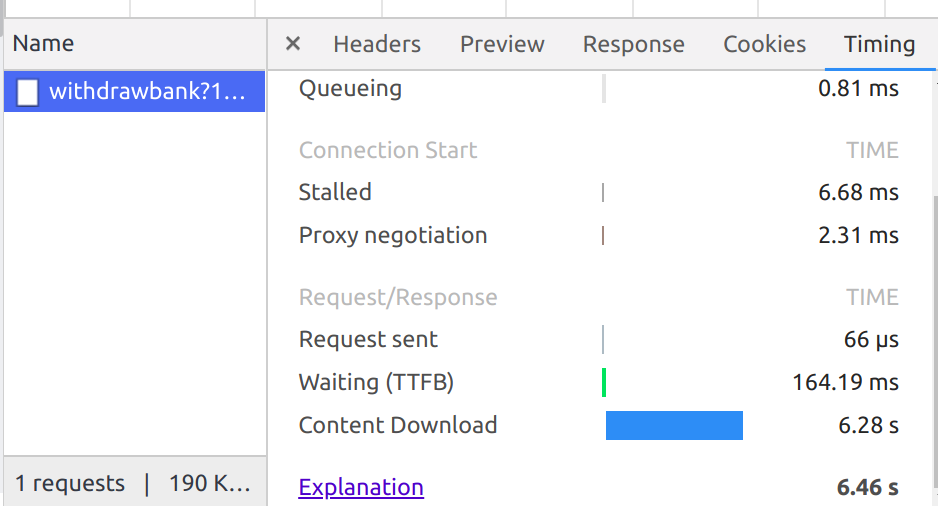 Name
× Headers Preview Response Cookies Timing
withdrawbank?1...
Queueing 0.81 ms
Connection Start TIME
Stalled 6.68 ms
Proxy negotiation 2.31 ms
Request/Response TIME
Request sent 66 μs
Waiting (TTFB) 164.19 ms
Content Download 6.28 s
1 requests | 190 K...
Explanation 6.46 s